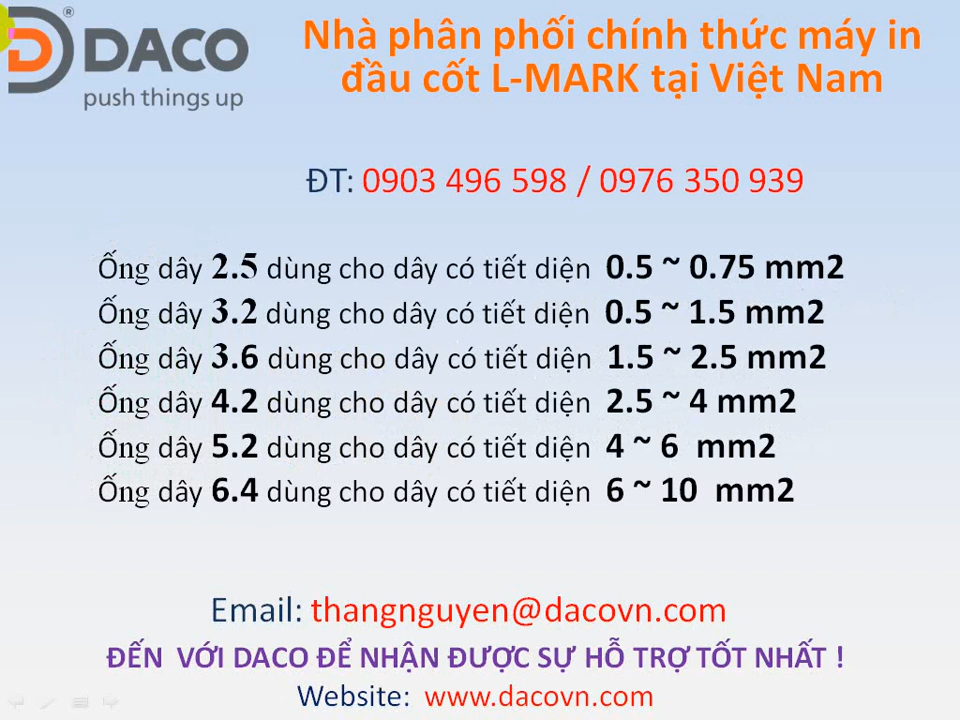 DACO®
push things up
Nhà phân phối chính thức máy in
đầu cốt L-MARK tại Việt Nam
ĐT: 0903 496 598 / 0976 350 939
Ống dây 2.5 dùng cho dây có tiết diện 0.5 ~ 0.75 mm2
Ống dây 3.2 dùng cho dây có tiết diện 0.5 ~ 1.5 mm2
Ống dây 3.6 dùng cho dây có tiết diện 1.5 ~ 2.5 mm2
Ống dây 4.2 dùng cho dây có tiết diện 2.5 ~ 4 mm2
Ống dây 5.2 dùng cho dây có tiết diện 4 ~ 6 mm2
Ống dây 6.4 dùng cho dây có tiết diện 6 ~ 10 mm2
Email: thangnguyen@dacovn.com
ĐẾN VỚI DACO ĐỂ NHẬN ĐƯỢC SỰ HỖ TRỢ TỐT NHẤT !
Website: www.dacovn.com